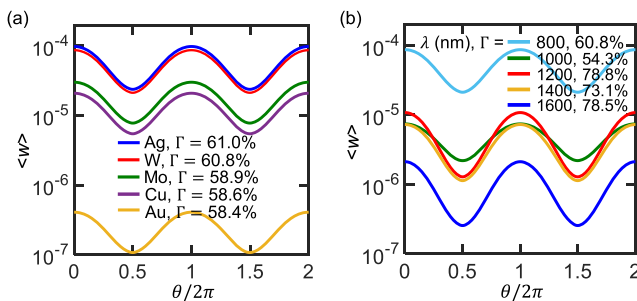 (a)
10⁻⁴
10⁻⁵
10⁻⁶
10⁻⁷
<w>
Ag, Γ = 61.0%
W, Γ = 60.8%
Mo, Γ = 58.9%
Cu, Γ = 58.6%
Au, Γ = 58.4%
0 0.5 1 1.5 2
θ/2π
(b)
10⁻⁴
10⁻⁵
10⁻⁶
10⁻⁷
<w>
λ (nm), Γ = 800, 60.8%
1000, 54.3%
1200, 78.8%
1400, 73.1%
1600, 78.5%
0 0.5 1 1.5 2
θ/2π